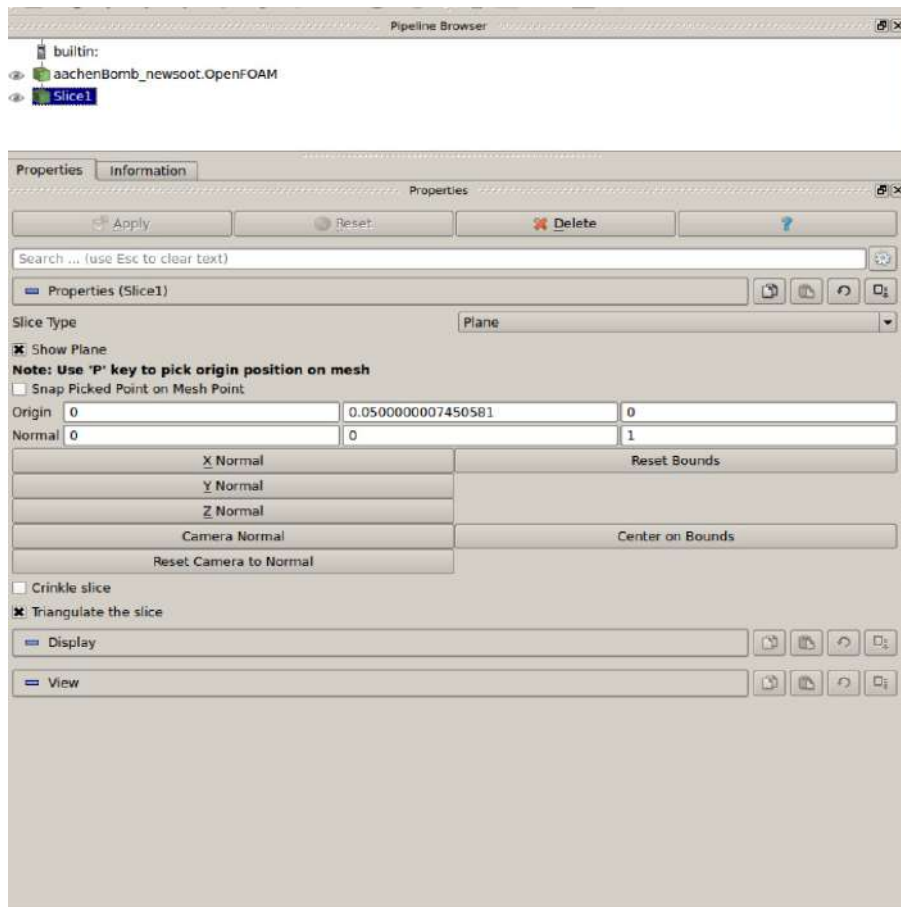 Pipeline Browser
builtin:
aachenBomb_newsoot.OpenFOAM
Slice1
Properties Information
Properties
Apply Reset Delete ?
Search ... (use Esc to clear text)
Properties (Slice1)
Slice Type Plane
Show Plane
Note: Use 'P' key to pick origin position on mesh
Snap Picked Point on Mesh Point
Origin 0 0.0500000007450581 0
Normal 0 0 1
X Normal Reset Bounds
Y Normal
Z Normal
Camera Normal Center on Bounds
Reset Camera to Normal
Crinkle slice
Triangulate the slice
Display
View